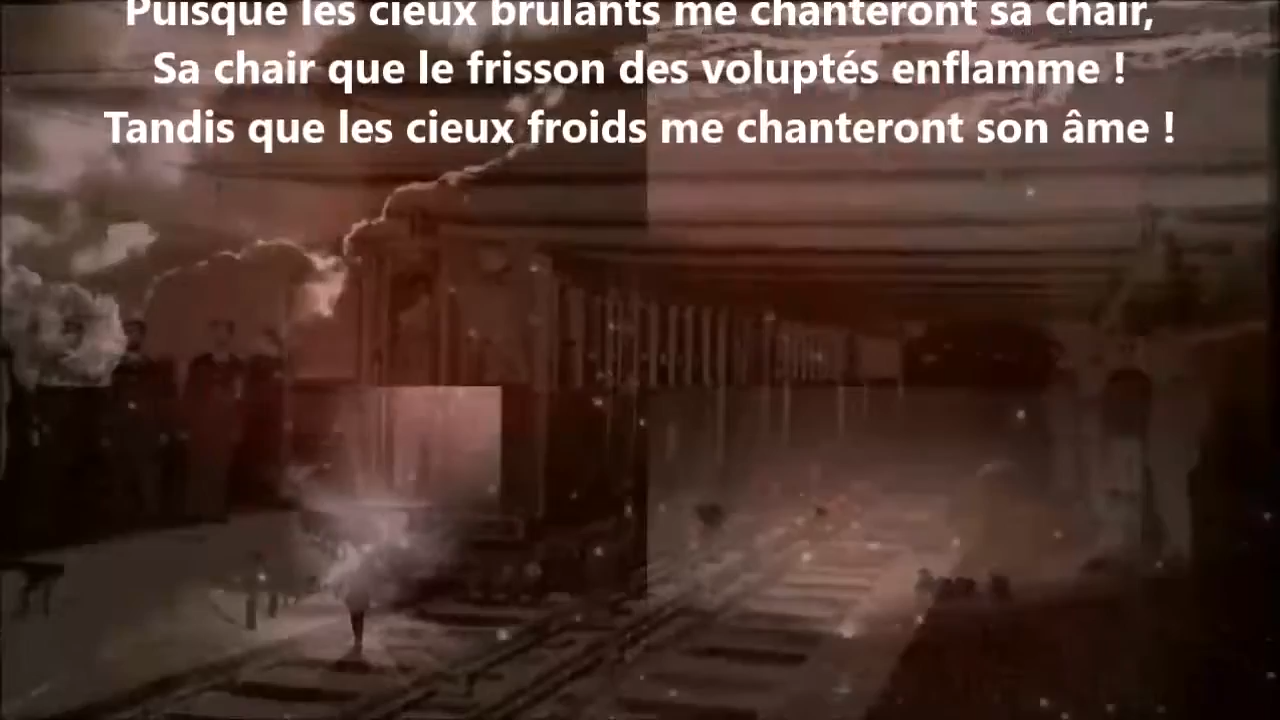 Puisque les cieux brûlants me chanteront sa chair,
Sa chair que le frisson des voluptés enflamme !
Tandis que les cieux froids me chanteront son âme !